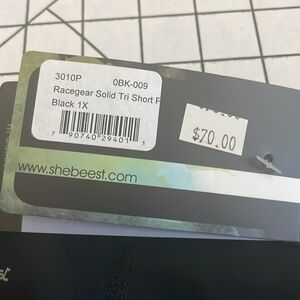 3010P 0BK-009
Racegear Solid Tri Short F
Black 1X
7 90740 29401 1
$70.00
www.shebeest.com